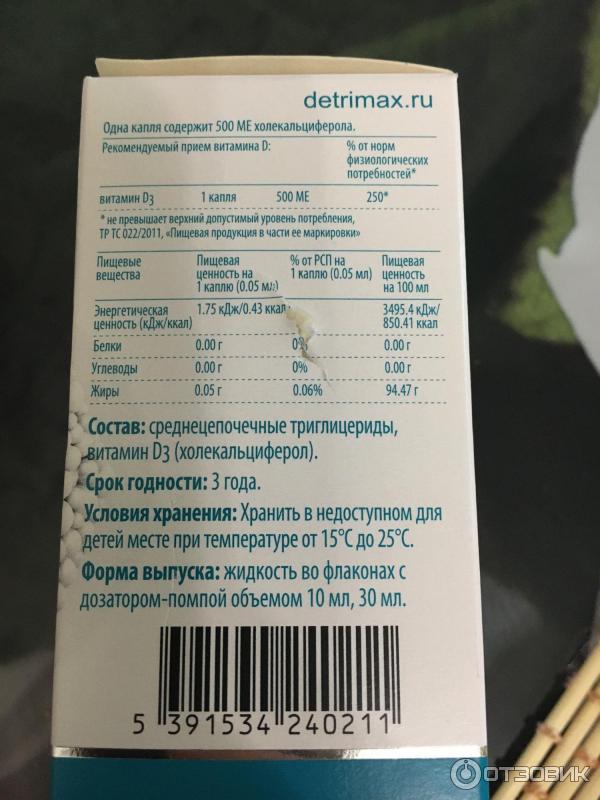 detrimax.ru
Одна капля содержит 500 МЕ холекальциферола.
Рекомендуемый прием витамина D: % от норм
физиологических
потребностей*
витамин D3 1 капля 500 МЕ 250*
* не превышает верхний допустимый уровень потребления,
ТР ТС 022/2011, «Пищевая продукция в части ее маркировки»
Пищевые Пищевая % от РСП на Пищевая
вещества ценность на 1 каплю (0.05 мл) ценность
1 каплю (0.05 мл) на 100 мл
Энергетическая 1.75 кДж/0.43 ккал 3495.4 кДж/
ценность (кДж/ккал) 850.41 ккал
Белки 0.00 г 0% 0.00 г
Углеводы 0.00 г 0% 0.00 г
Жиры 0.05 г 0.06% 94.47 г
Состав: среднецепочечные триглицериды,
витамин D3 (холекальциферол).
Срок годности: 3 года.
Условия хранения: Хранить в недоступном для
детей месте при температуре от 15°С до 25°С.
Форма выпуска: жидкость во флаконах с
дозатором-помпой объемом 10 мл, 30 мл.
5 391534 240211
ОТЗОВИК